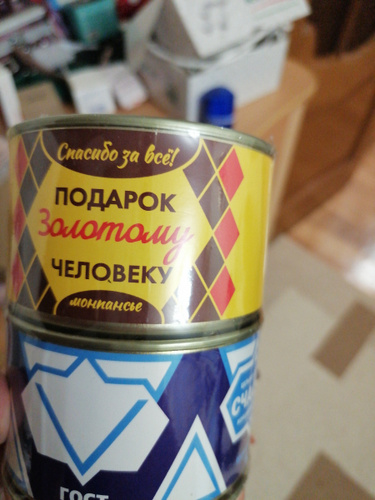 Спасибо за всё!
ПОДАРОК
Золотому
ЧЕЛОВЕКУ
монпансье
ГОСТ